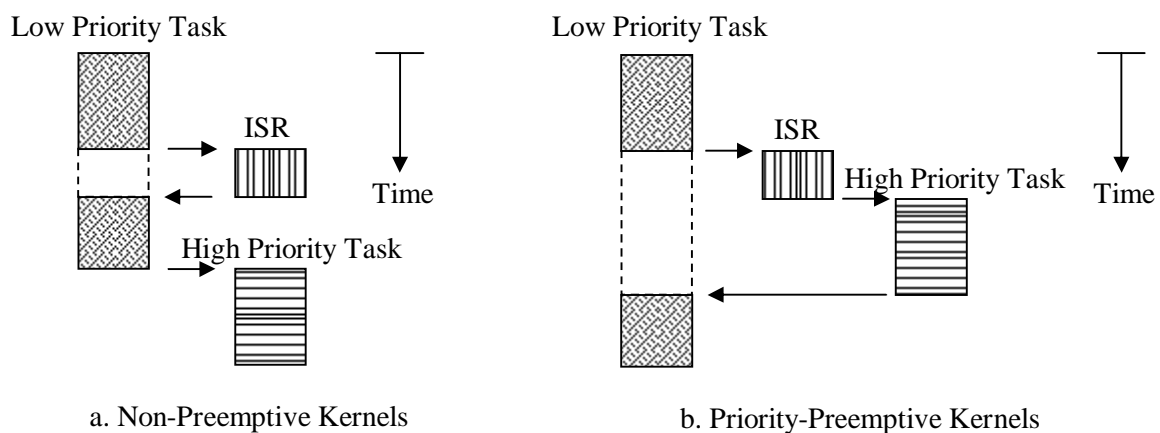 Low Priority Task
ISR
Time
High Priority Task
a. Non-Preemptive Kernels
Low Priority Task
ISR
High Priority Task
Time
b. Priority-Preemptive Kernels